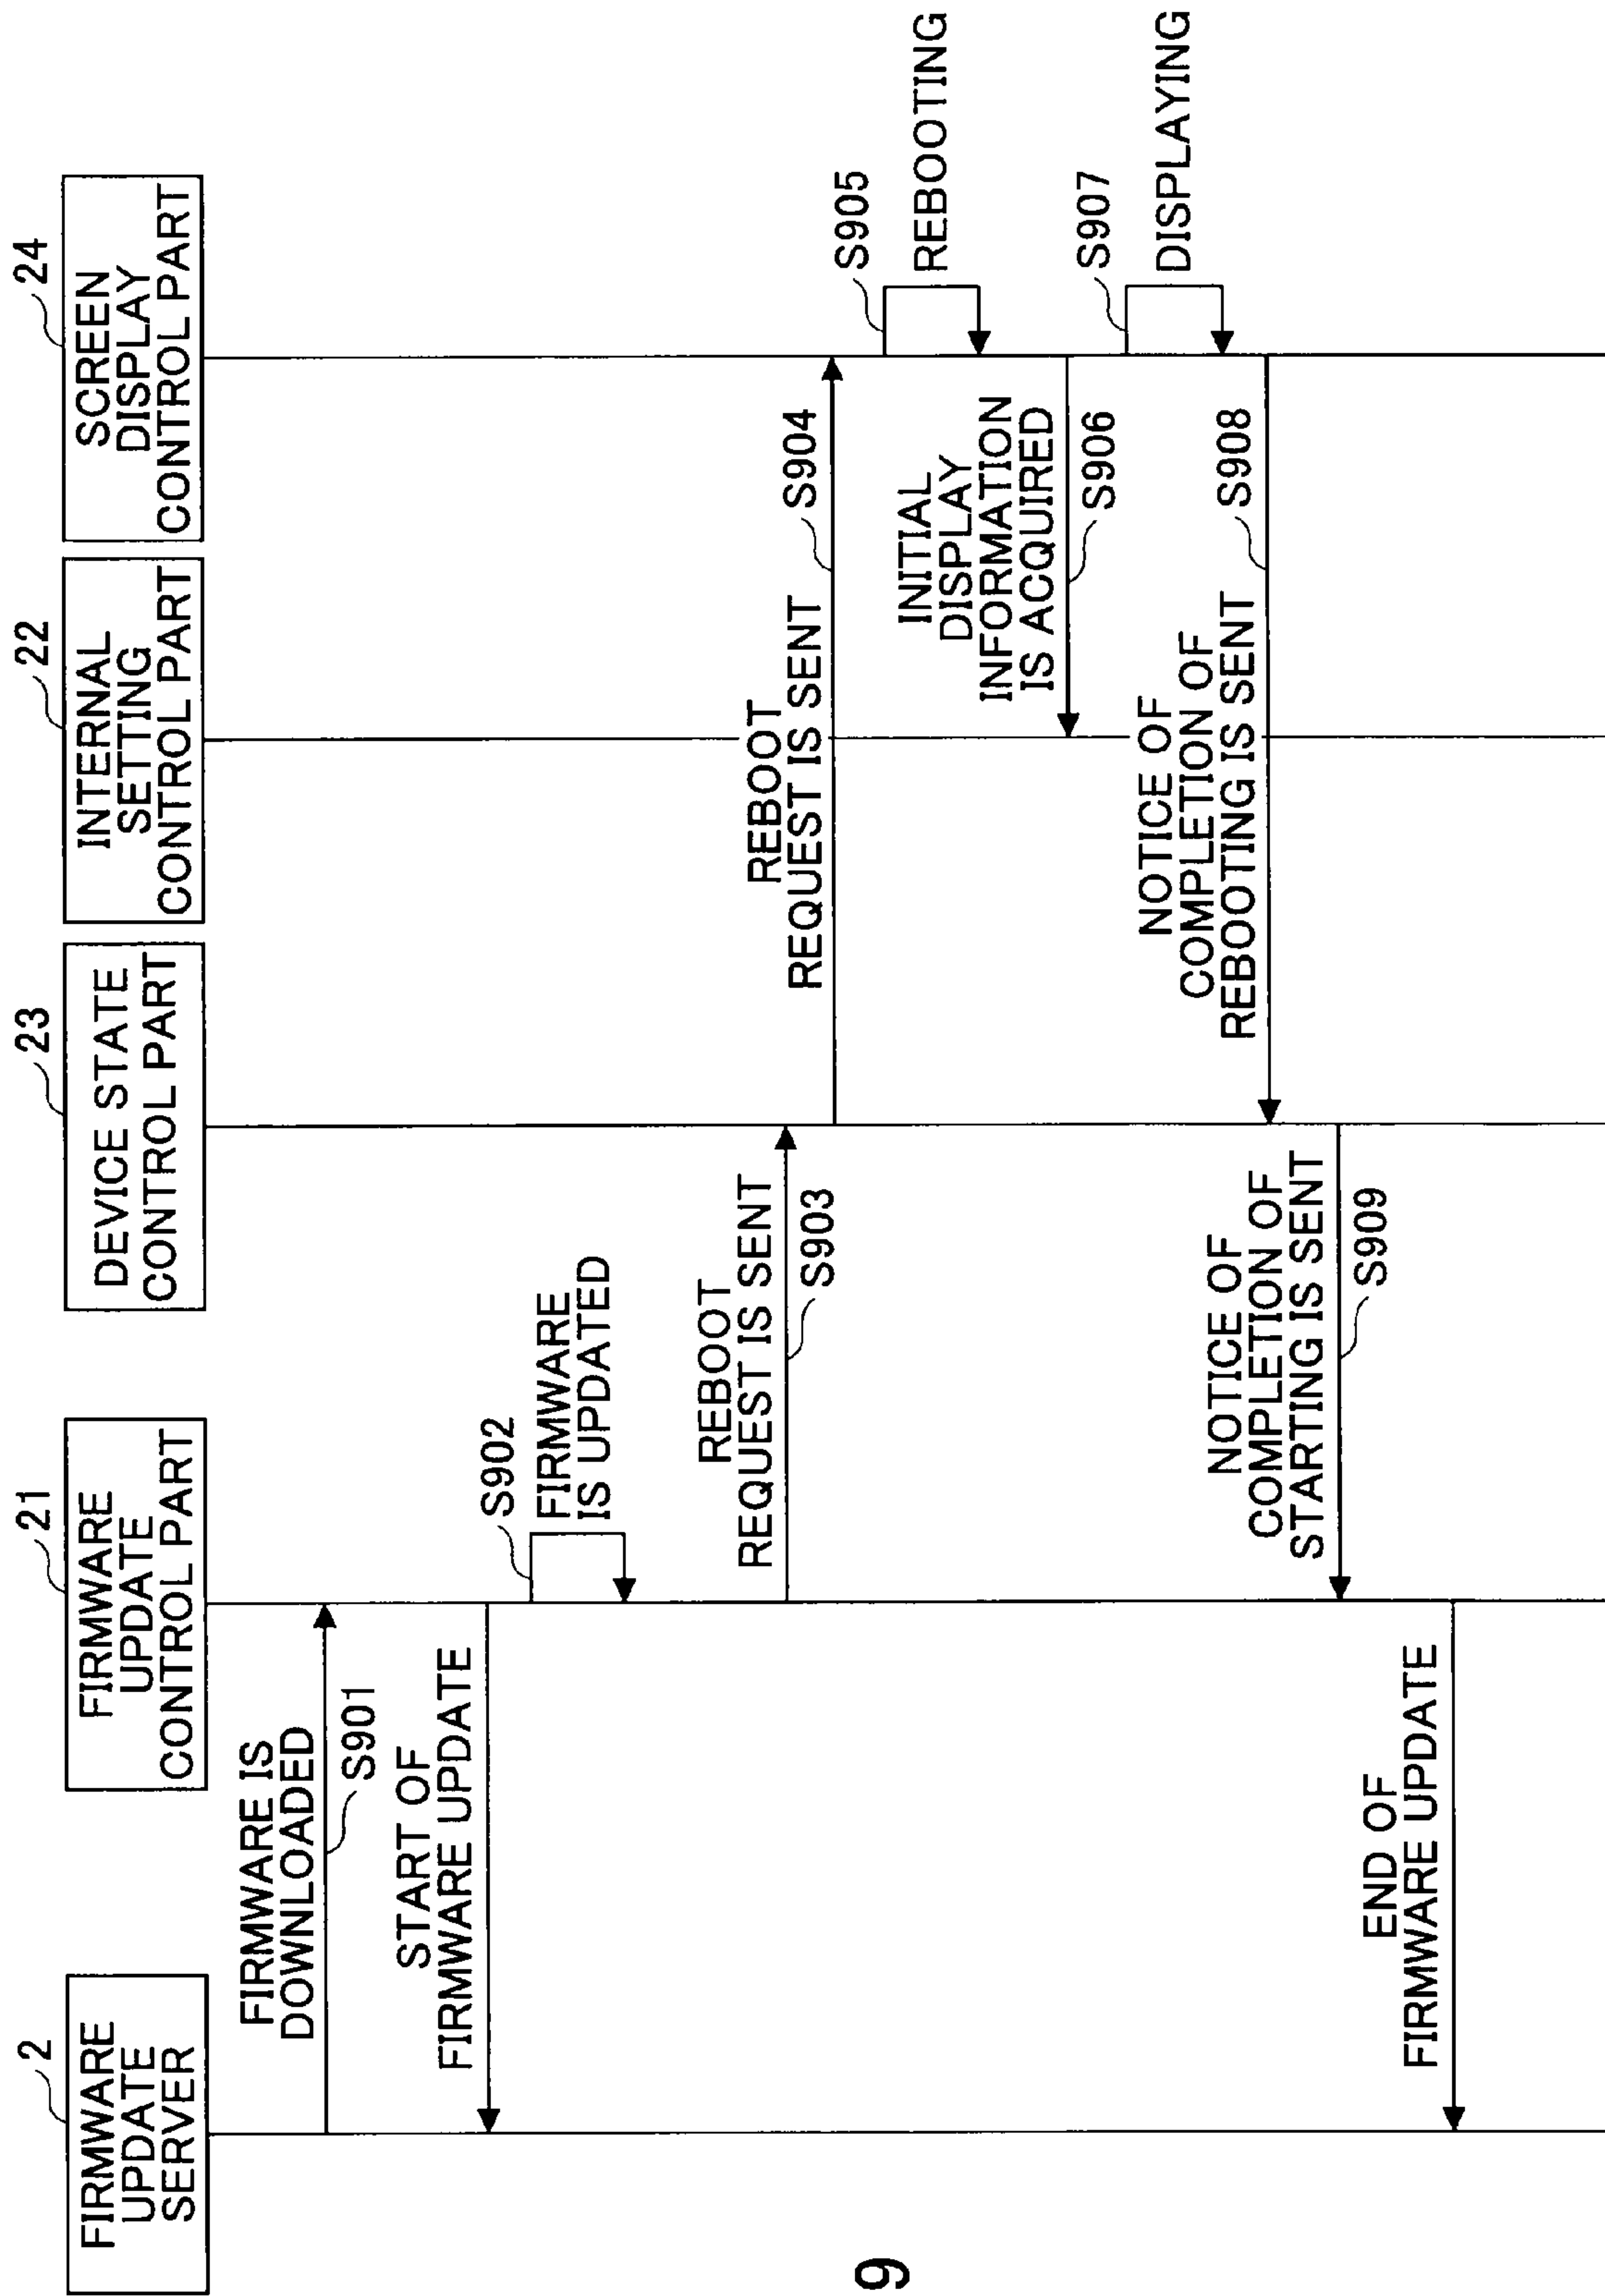 2
FIRMWARE
UPDATE
SERVER
21
FIRMWARE
UPDATE
CONTROL PART
23
DEVICE STATE
CONTROL PART
22
INTERNAL
SETTING
CONTROL PART
24
SCREEN
DISPLAY
CONTROL PART
FIRMWARE IS
DOWNLOADED
S901
START OF
FIRMWARE UPDATE
S902
FIRMWARE
IS UPDATED
REBOOT
REQUEST IS SENT
S903
REBOOT
REQUEST IS SENT
S904
S905
REBOOTING
INITIAL
DISPLAY
INFORMATION
IS ACQUIRED
S906
S907
DISPLAYING
NOTICE OF
COMPLETION OF
REBOOTING IS SENT
S908
NOTICE OF
COMPLETION OF
STARTING IS SENT
S909
END OF
FIRMWARE UPDATE
9